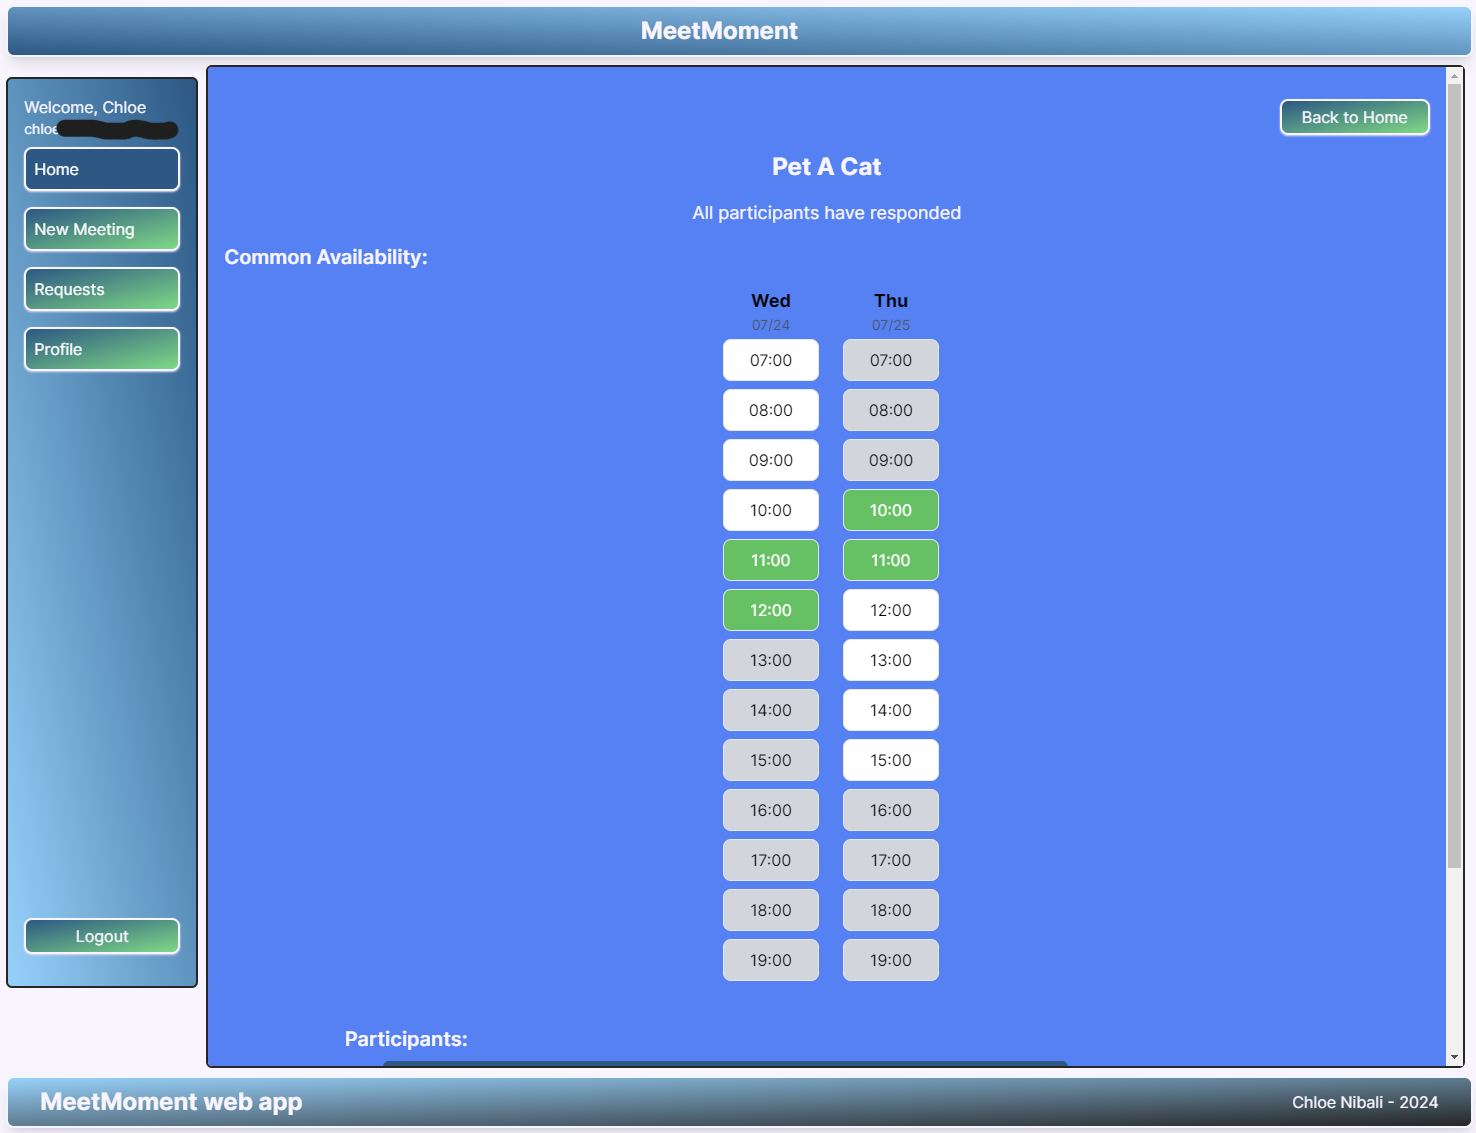 MeetMoment
Welcome, Chloe
chloe
Home
New Meeting
Requests
Profile
Logout
Back to Home
Pet A Cat
All participants have responded
Common Availability:
Wed Thu
07/24 07/25
07:00 07:00
08:00 08:00
09:00 09:00
10:00 10:00
11:00 11:00
12:00 12:00
13:00 13:00
14:00 14:00
15:00 15:00
16:00 16:00
17:00 17:00
18:00 18:00
19:00 19:00
Participants:
MeetMoment web app
Chloe Nibali - 2024